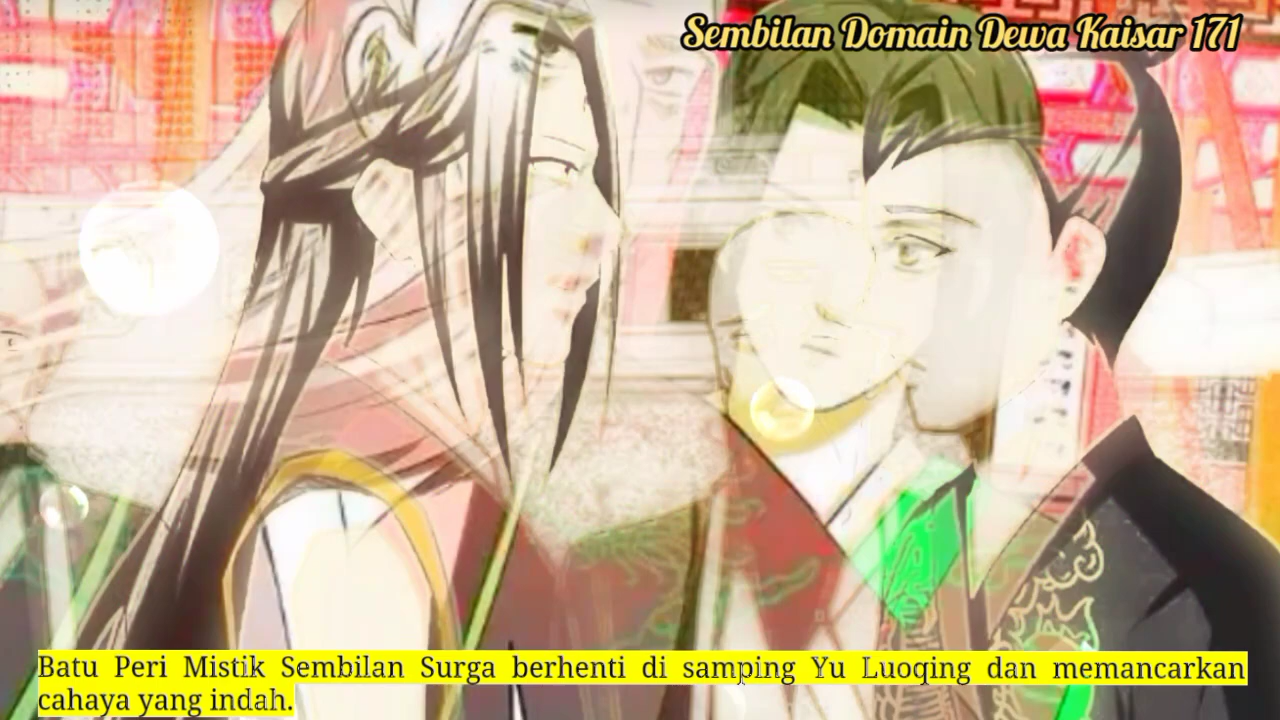 Sembilan Domain Dewa Kaisar 171
Batu Peri Mistik Sembilan Surga berhenti di samping Yu Luoqing dan memancarkan
cahaya yang indah.